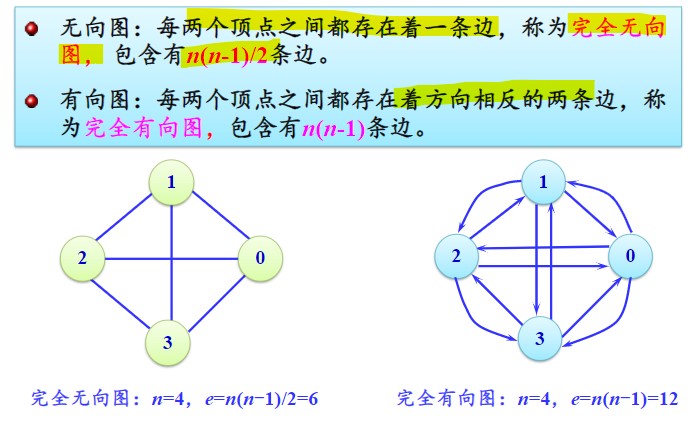 无向图：每两个顶点之间都存在着一条边，称为完全无向
图，包含有n(n-1)/2条边。
有向图：每两个顶点之间都存在着方向相反的两条边，称
为完全有向图，包含有n(n-1)条边。
1
2
0
3
1
2
0
3
完全无向图：n=4，e=n(n−1)/2=6
完全有向图：n=4，e=n(n−1)=12